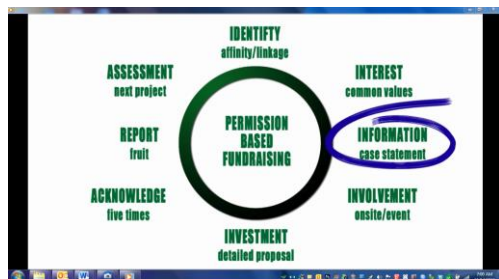 IDENTIFTY
affinity/linkage
ASSESSMENT
next project
INTEREST
common values
REPORT
fruit
PERMISSION
BASED
FUNDRAISING
INFORMATION
case statement
ACKNOWLEDGE
five times
INVOLVEMENT
onsite/event
INVESTMENT
detailed proposal